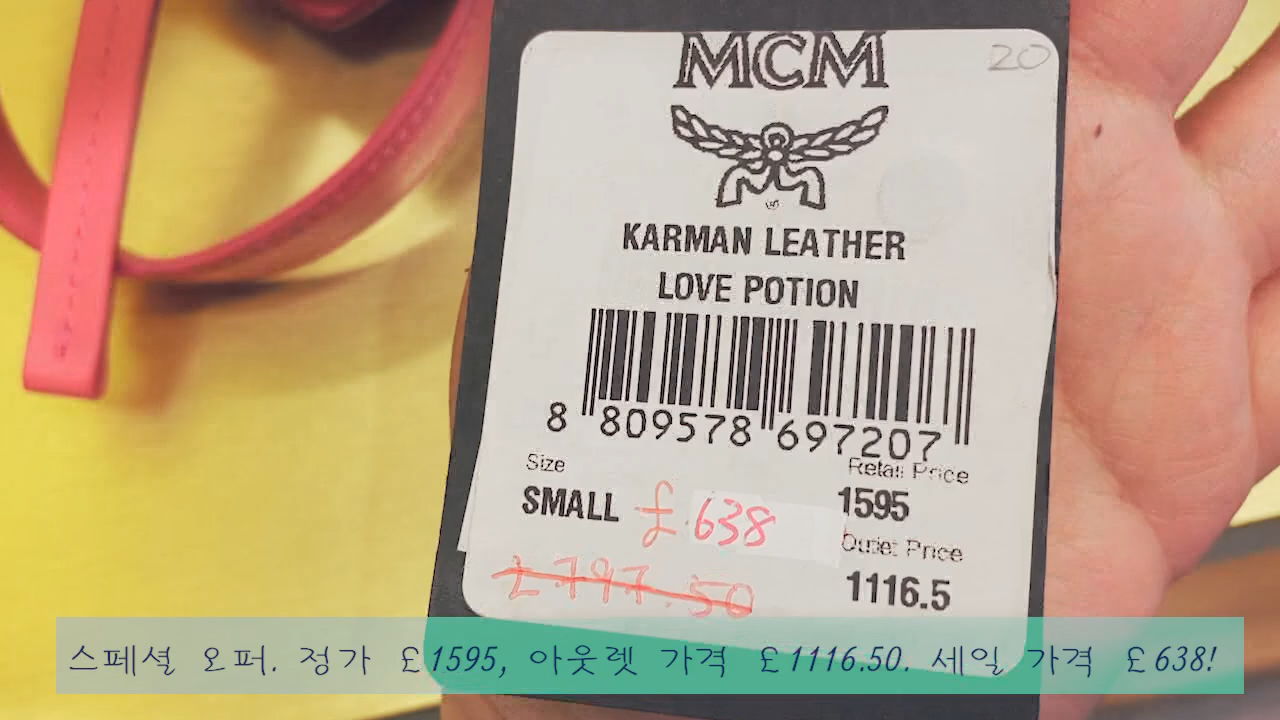 MCM
20
KARMAN LEATHER
LOVE POTION
8 809578 697207
Size
Retail Price
SMALL £638
1595
Outlet Price
£797.50
1116.5
스페셜 오퍼. 정가 £1595, 아웃렛 가격 £1116.50. 세일 가격 £638!